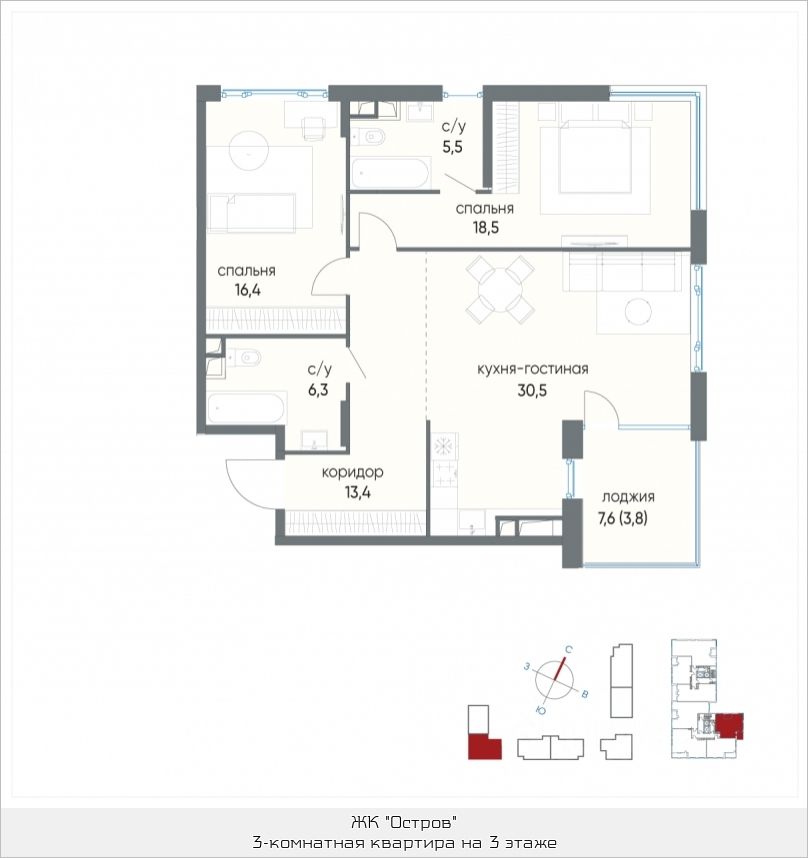 с/у
5,5
спальня
18,5
спальня
16,4
кухня-гостиная
30,5
с/у
6,3
коридор
13,4
лоджия
7,6 (3,8)
С
З
В
Ю
ЖК "Остров"
3-комнатная квартира на 3 этаже